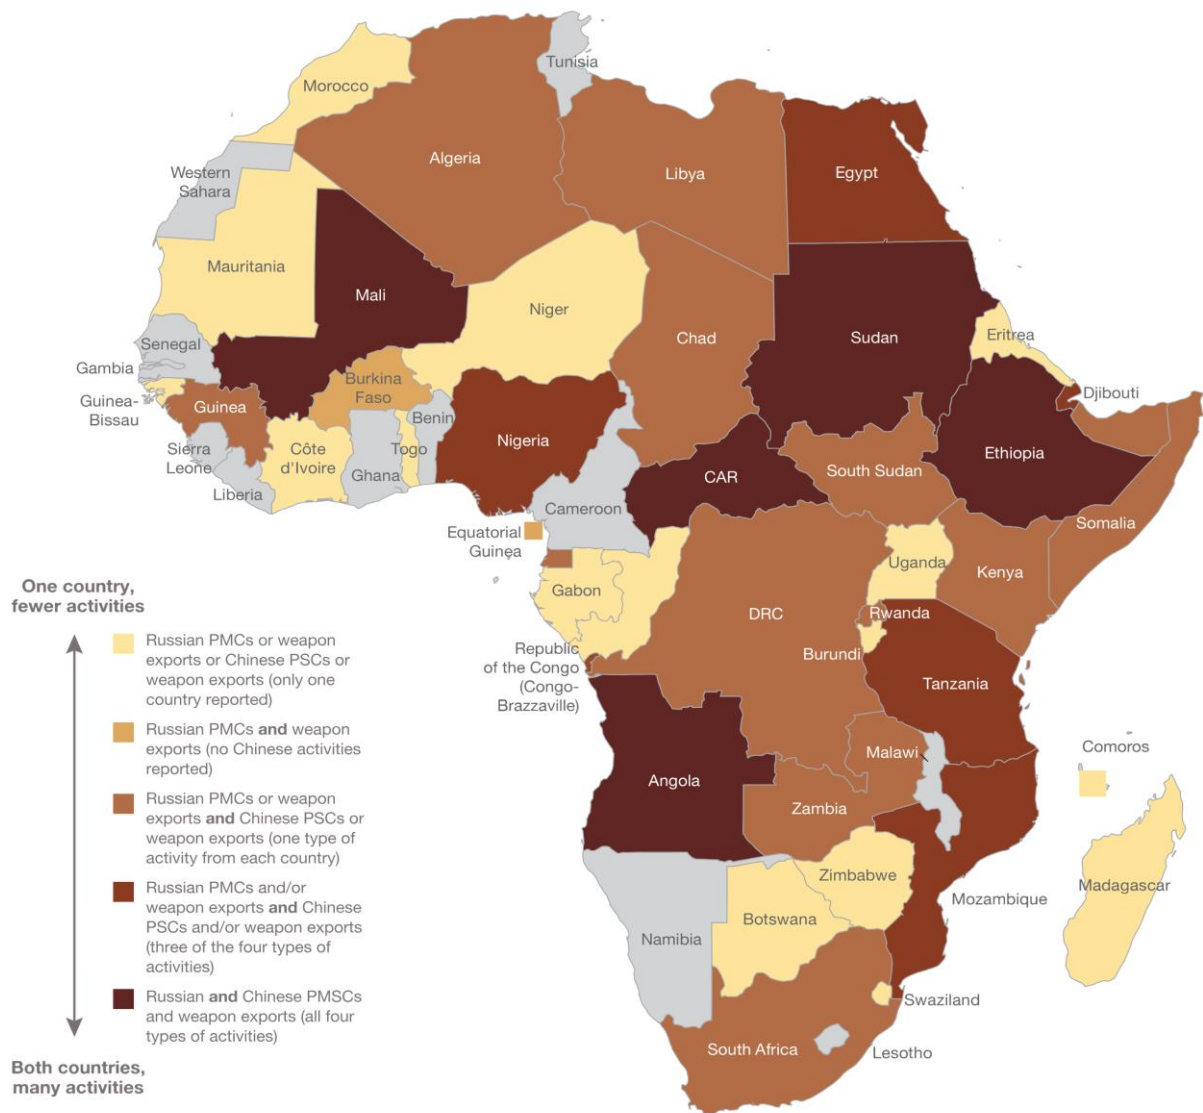 Tunisia
Morocco
Algeria
Libya
Egypt
Western
Sahara
Mauritania
Mali
Niger
Chad
Sudan
Eritrea
Senegal
Gambia
Guinea-
Bissau
Guinea
Burkina
Faso
Benin
Djibouti
Sierra
Leone
Côte
d'Ivoire
Togo
Nigeria
Ethiopia
Liberia
Ghana
CAR
South Sudan
Cameroon
Somalia
Equatorial
Guinea
Uganda
Kenya
Gabon
DRC
Rwanda
Republic
of the Congo
(Congo-
Brazzaville)
Burundi
Tanzania
Angola
Malawi
Comoros
Zambia
Zimbabwe
Mozambique
Madagascar
Namibia
Botswana
Swaziland
South Africa
Lesotho
One country,
fewer activities
Russian PMCs or weapon
exports or Chinese PSCs or
weapon exports (only one
country reported)
Russian PMCs and weapon
exports (no Chinese activities
reported)
Russian PMCs or weapon
exports and Chinese PSCs or
weapon exports (one type of
activity from each country)
Russian PMCs and/or
weapon exports and Chinese
PSCs and/or weapon exports
(three of the four types of
activities)
Russian and Chinese PMSCs
and weapon exports (all four
types of activities)
Both countries,
many activities